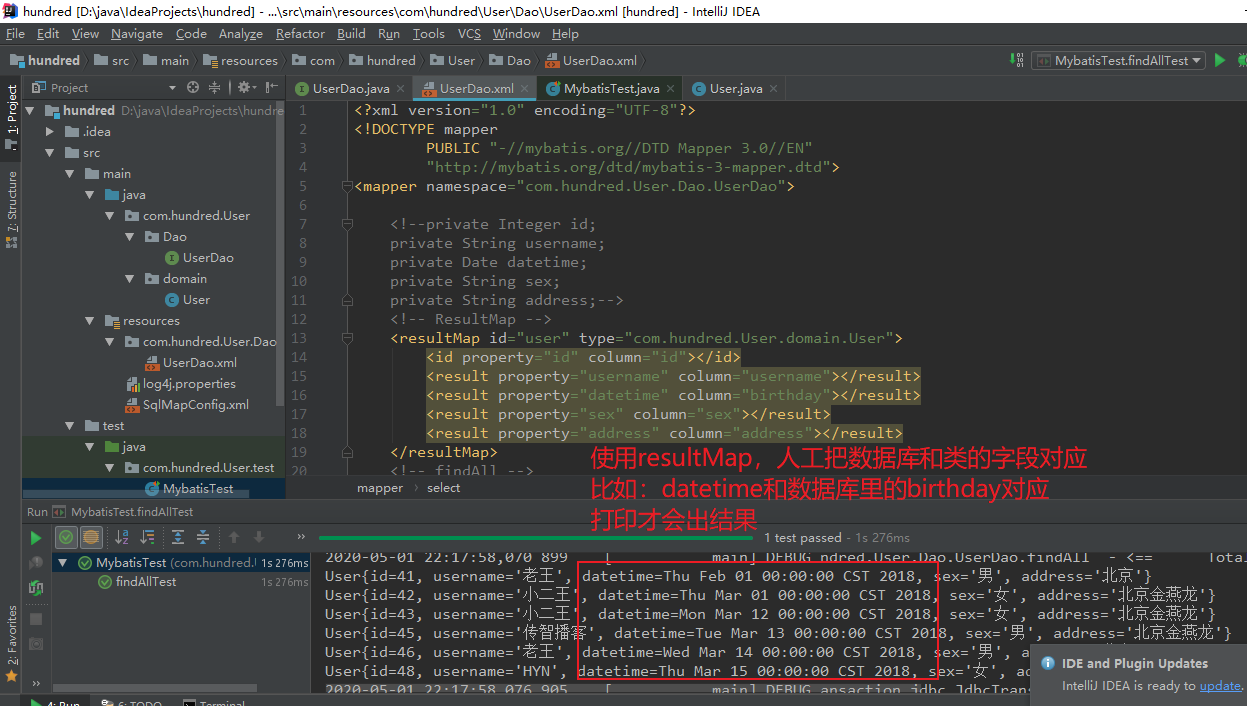 hundred [D:\java\IdeaProjects\hundred] - ...\src\main\resources\com\hundred\User\Dao\UserDao.xml [hundred] - IntelliJ IDEA
File Edit View Navigate Code Analyze Refactor Build Run Tools VCS Window Help
hundred src main resources com hundred User Dao UserDao.xml MybatisTest.findAllTest
1: Project
Z: Structure
2: Favorites
Project
hundred D:\java\IdeaProjects\hundre
.idea
src
main
java
com.hundred.User
Dao
UserDao
domain
User
resources
com.hundred.User.Dao
UserDao.xml
log4j.properties
SqlMapConfig.xml
test
java
com.hundred.User.test
MybatisTest
UserDao.java UserDao.xml MybatisTest.java User.java
1 <?xml version="1.0" encoding="UTF-8"?>
2 <!DOCTYPE mapper
3 PUBLIC "-//mybatis.org//DTD Mapper 3.0//EN"
4 "http://mybatis.org/dtd/mybatis-3-mapper.dtd">
5 <mapper namespace="com.hundred.User.Dao.UserDao">
6
7 <!--private Integer id;
8 private String username;
9 private Date datetime;
10 private String sex;
11 private String address;-->
12 <!-- ResultMap -->
13 <resultMap id="user" type="com.hundred.User.domain.User">
14 <id property="id" column="id"></id>
15 <result property="username" column="username"></result>
16 <result property="datetime" column="birthday"></result>
17 <result property="sex" column="sex"></result>
18 <result property="address" column="address"></result>
19 </resultMap>
20 <!-- findAll -->
使用resultMap，人工把数据库和类的字段对应
比如：datetime和数据库里的birthday对应
打印才会出结果
mapper select
Run MybatisTest.findAllTest
1 test passed - 1s 276ms
MybatisTest (com.hundred.U 1s 276ms
findAllTest 1s 276ms
2020-05-01 22:17:58,070 899 [ main] DEBUG ndred.User.Dao.UserDao.findAll - <== Total
User{id=41, username='老王', datetime=Thu Feb 01 00:00:00 CST 2018, sex='男', address='北京'}
User{id=42, username='小二王', datetime=Thu Mar 01 00:00:00 CST 2018, sex='女', address='北京金燕龙'}
User{id=43, username='小二王', datetime=Mon Mar 12 00:00:00 CST 2018, sex='女', address='北京金燕龙'}
User{id=45, username='传智播客', datetime=Tue Mar 13 00:00:00 CST 2018, sex='男', address='北京金燕龙'}
User{id=46, username='老王', datetime=Wed Mar 14 00:00:00 CST 2018, sex='男', a
User{id=48, username='HYN', datetime=Thu Mar 15 00:00:00 CST 2018, sex='女', ad
2020-05-01 22:17:58,076 905 [ main] DEBUG ansaction.jdbc.JdbcTrans
IDE and Plugin Updates
IntelliJ IDEA is ready to update.
4: Run 6: TODO Terminal